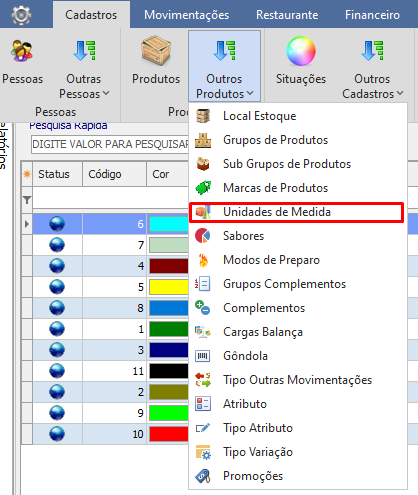 Cadastros
Movimentações
Restaurante
Financeiro
Pessoas
Outras
Pessoas
Produtos
Outros
Produtos
Situações
Outros
Cadastros
Pessoas
Pesquisa Rápida
DIGITE VALOR PARA PESQUISAR
Status
Código
Cor
6
7
4
5
8
1
3
11
2
9
10
Local Estoque
Grupos de Produtos
Sub Grupos de Produtos
Marcas de Produtos
Unidades de Medida
Sabores
Modos de Preparo
Grupos Complementos
Complementos
Cargas Balança
Gôndola
Tipo Outras Movimentações
Atributo
Tipo Atributo
Tipo Variação
Promoções